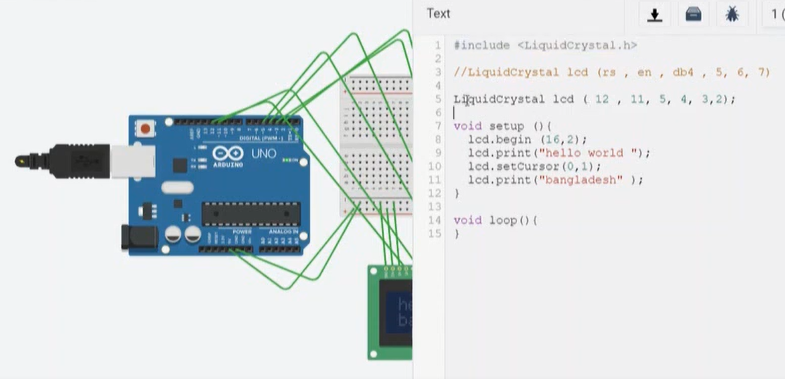 Text
1 (
1 #include <LiquidCrystal.h>
2
3 //LiquidCrystal lcd (rs , en , db4 , 5, 6, 7)
4
5 LiquidCrystal lcd ( 12 , 11, 5, 4, 3,2);
6
7 void setup (){
8 lcd.begin (16,2);
9 lcd.print("hello world ");
10 lcd.setCursor(0,1);
11 lcd.print("bangladesh" );
12 }
13
14 void loop(){
15 }
DIGITAL (PWM ~)
UNO
ARDUINO
POWER
ANALOG IN
he
ba